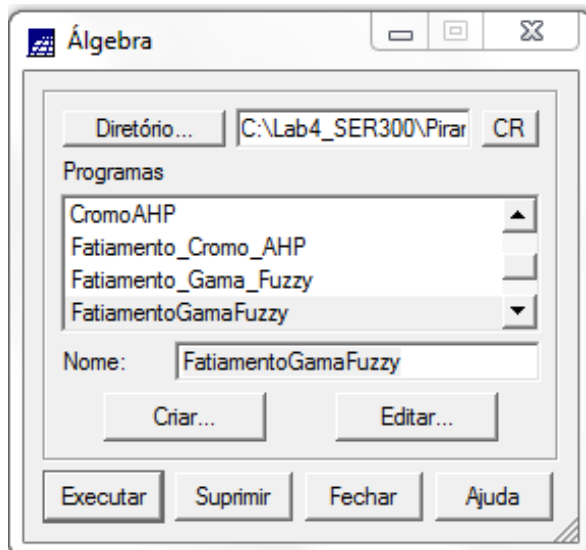 Álgebra
Diretório... C:\Lab4_SER300\Pirar CR
Programas
CromoAHP
Fatiamento_Cromo_AHP
Fatiamento_Gama_Fuzzy
FatiamentoGamaFuzzy
Nome: FatiamentoGamaFuzzy
Criar... Editar...
Executar Suprimir Fechar Ajuda